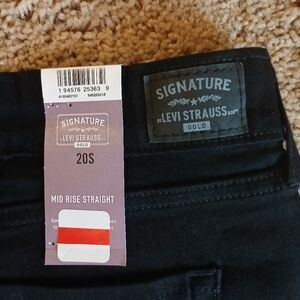 1 94576 25363 9
SIGNATURE
BY
LEVI STRAUSS
& CO.
GOLD
SIGNATURE
LEVI STRAUSS
GOLD
20S
MID RISE STRAIGHT